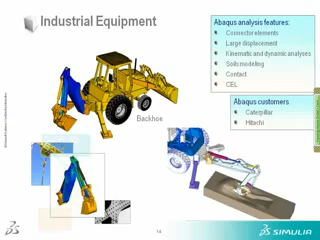 Industrial Equipment
Abaqus analysis features:
Connector elements
Large displacement
Kinematic and dynamic analyses
Soils modeling
Contact
CEL
Abaqus customers:
Caterpillar
Hitachi
Backhoe
14
SIMULIA